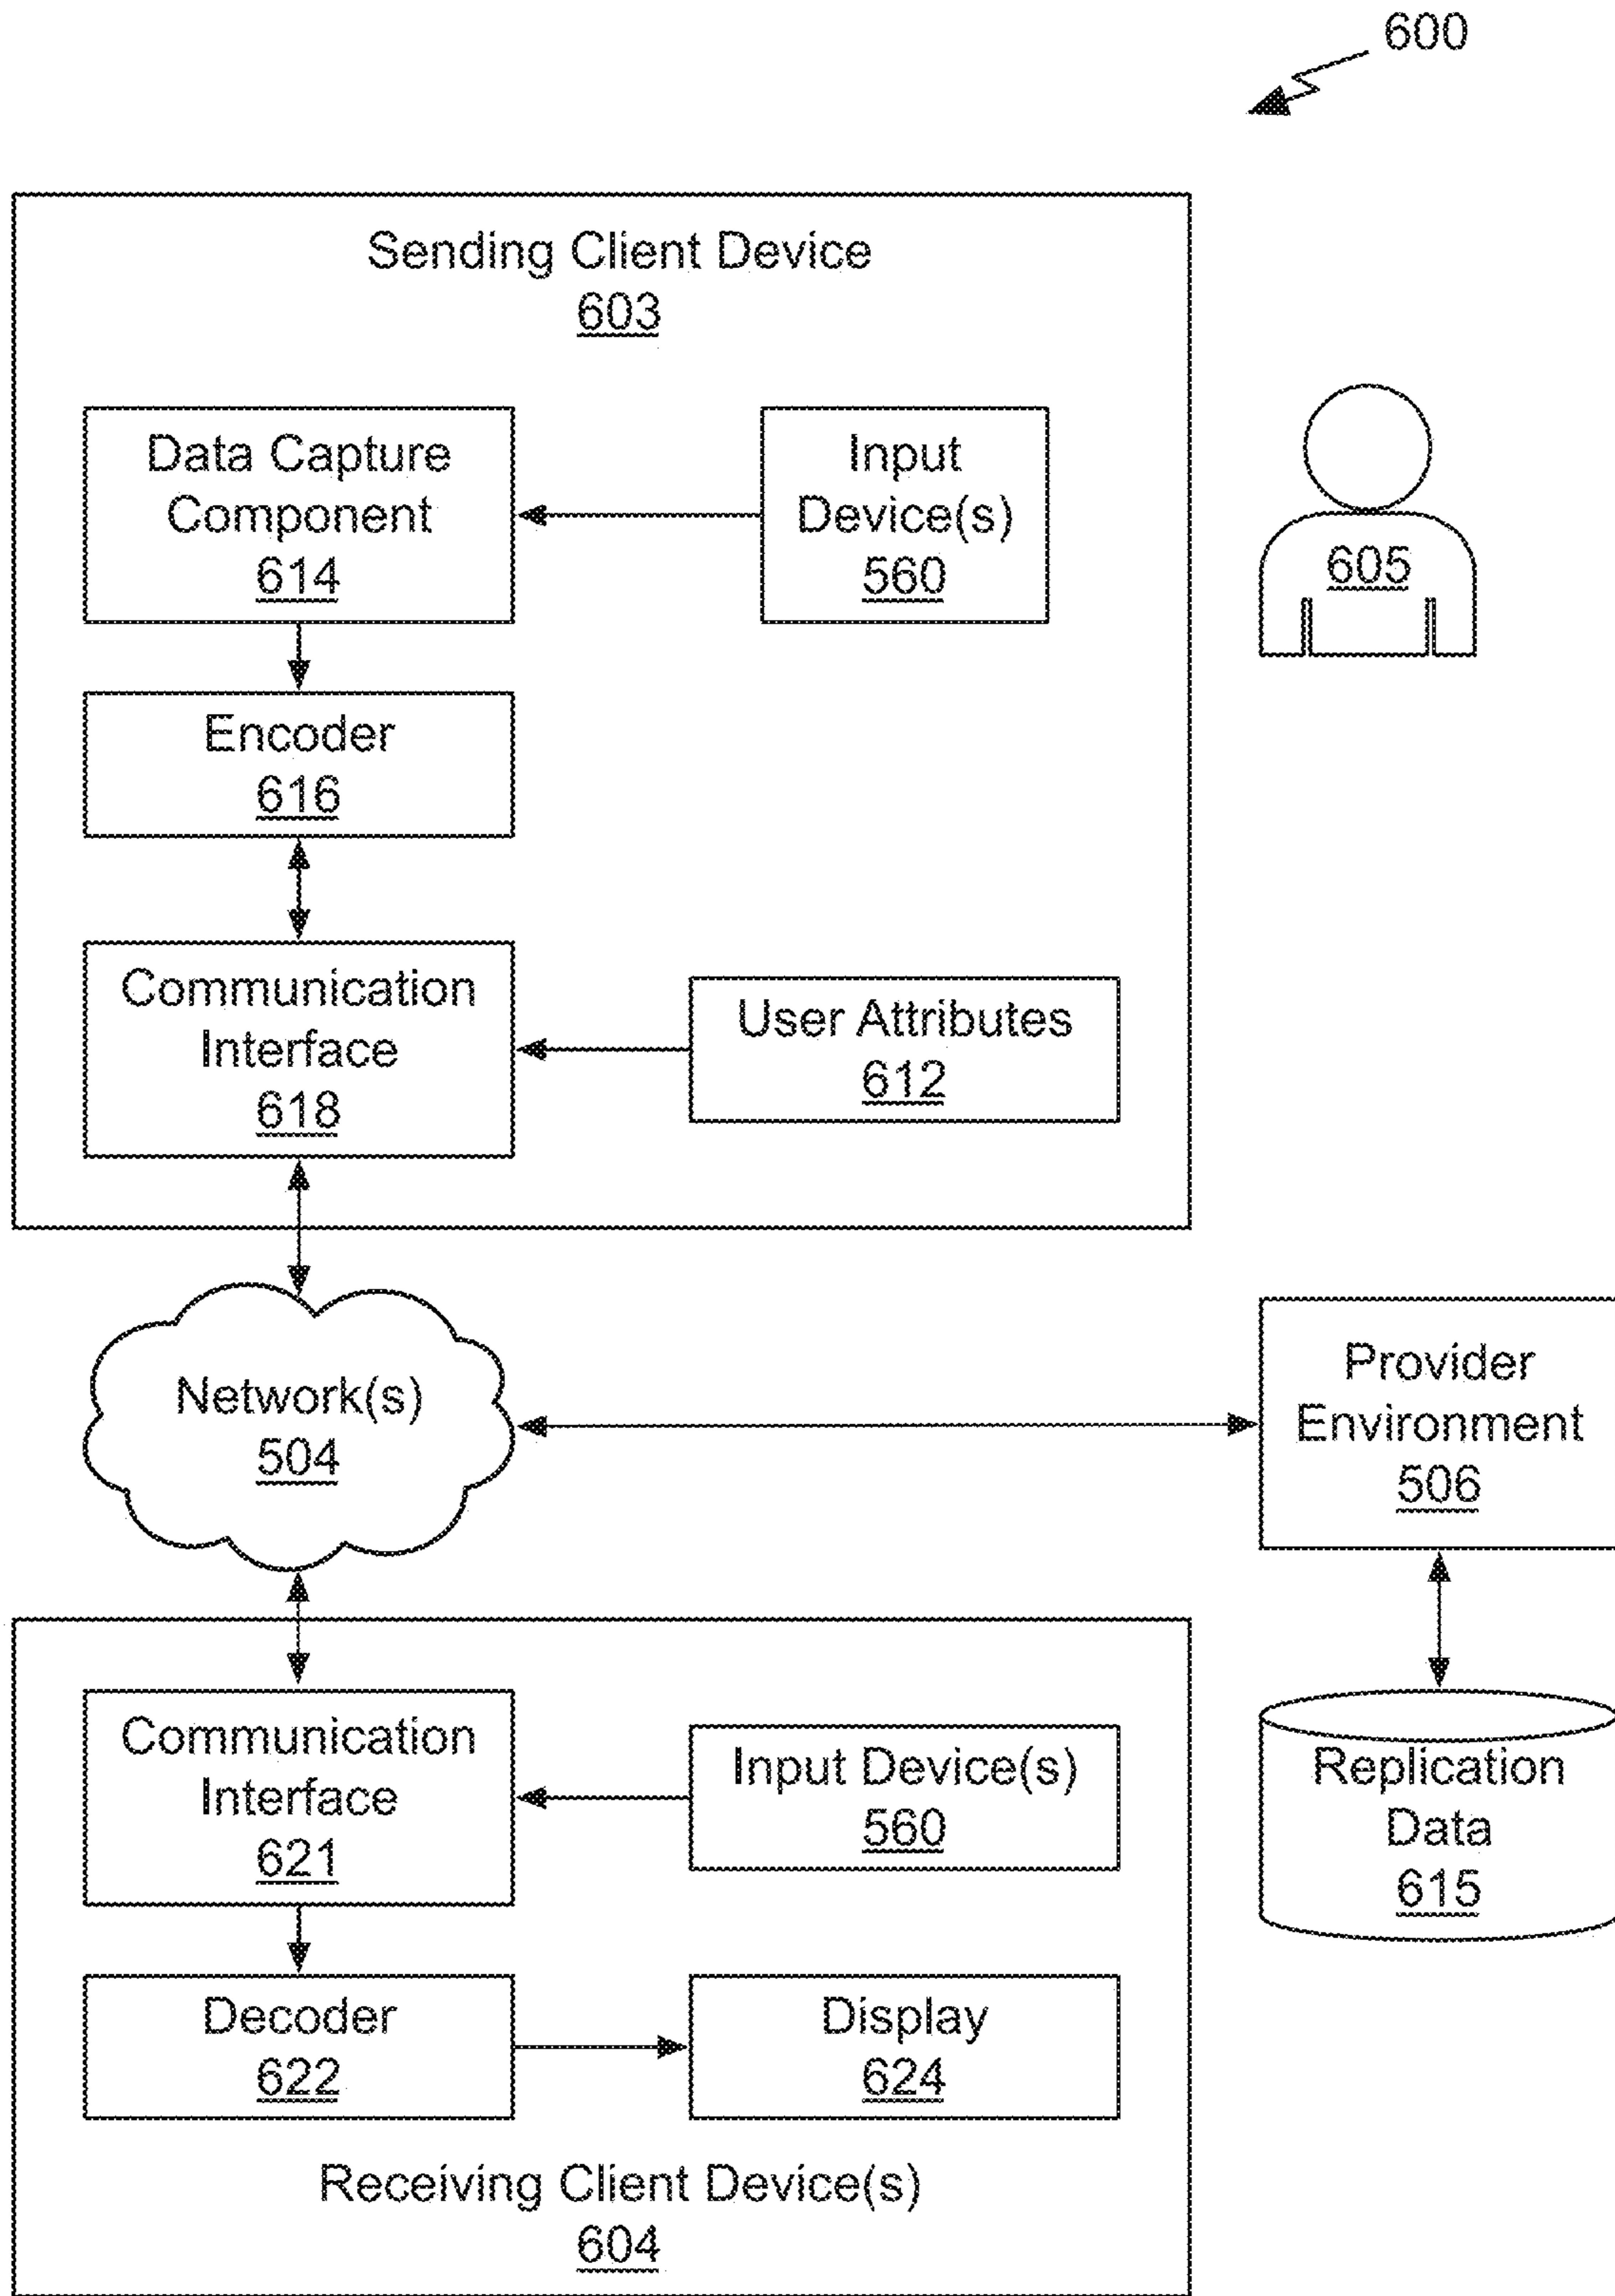 600
Sending Client Device
603
Data Capture
Component
614
Input
Device(s)
560
605
Encoder
616
Communication
Interface
618
User Attributes
612
Network(s)
504
Provider
Environment
506
Communication
Interface
621
Input Device(s)
560
Replication
Data
615
Decoder
622
Display
624
Receiving Client Device(s)
604